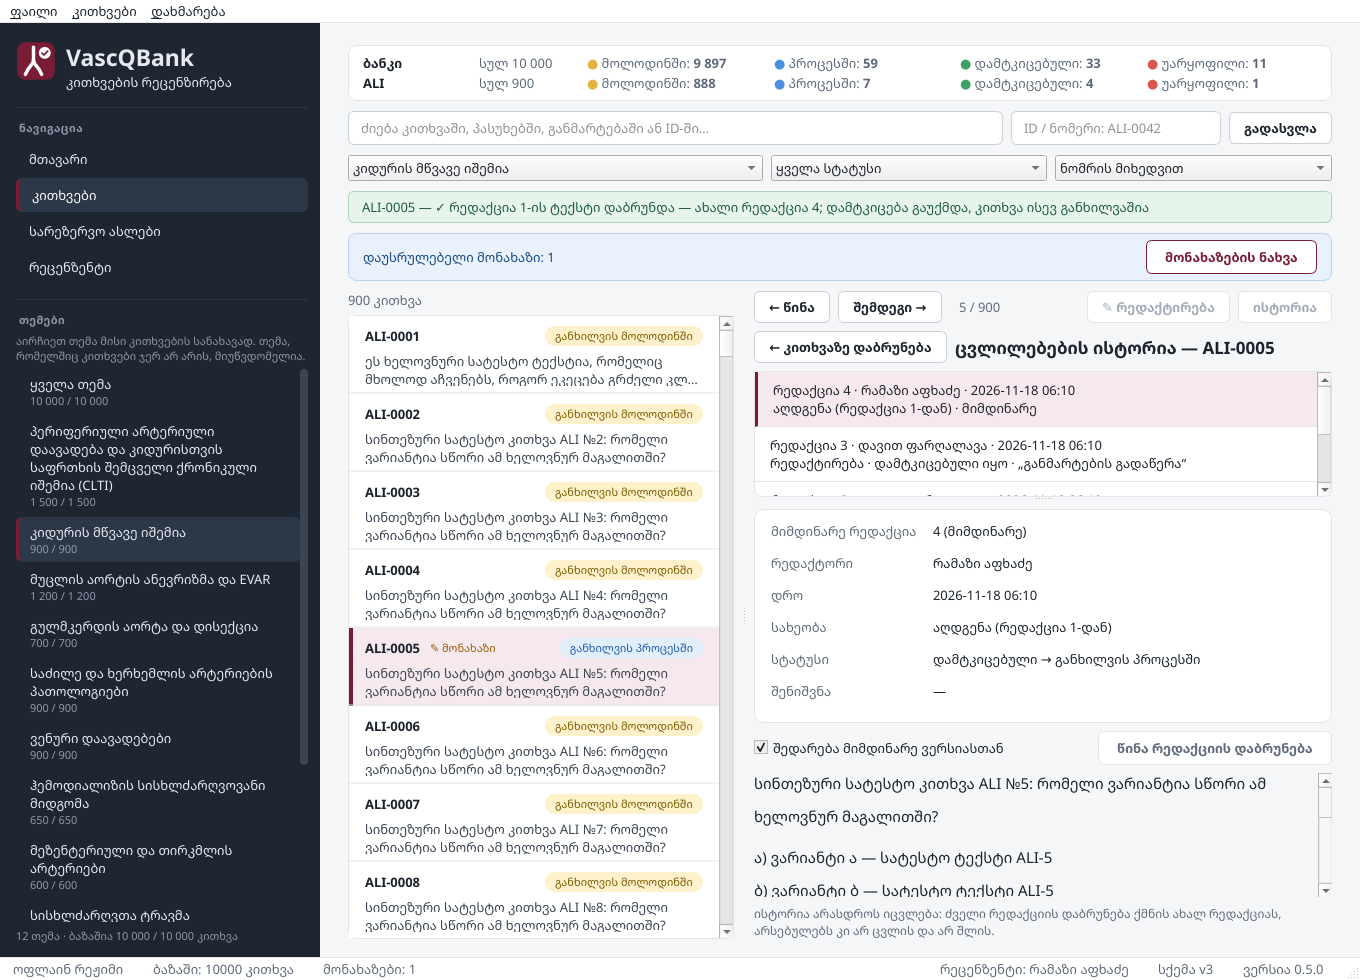 ფაილი კითხვები დახმარება
VascQBank
კითხვების რეცენზირება
ნავიგაცია
მთავარი
კითხვები
სარეზერვო ასლები
რეცენზენტი
თემები
აირჩიეთ თემა მისი კითხვების სანახავად. თემა,
რომელშიც კითხვები ჯერ არ არის, მიუწვდომელია.
ყველა თემა
10 000 / 10 000
პერიფერიული არტერიული
დაავადება და კიდურისთვის
საფრთხის შემცველი ქრონიკული
იშემია (CLTI)
1 500 / 1 500
კიდურის მწვავე იშემია
900 / 900
მუცლის აორტის ანევრიზმა და EVAR
1 200 / 1 200
გულმკერდის აორტა და დისექცია
700 / 700
საძილე და ხერხემლის არტერიების
პათოლოგიები
900 / 900
ვენური დაავადებები
900 / 900
ჰემოდიალიზის სისხლძარღვოვანი
მიდგომა
650 / 650
მეზენტერიული და თირკმლის
არტერიები
600 / 600
სისხლძარღვთა ტრავმა
12 თემა · ბაზაშია 10 000 / 10 000 კითხვა
ბანკი სულ 10 000 მოლოდინში: 9 897 პროცესში: 59 დამტკიცებული: 33 უარყოფილი: 11
ALI სულ 900 მოლოდინში: 888 პროცესში: 7 დამტკიცებული: 4 უარყოფილი: 1
ძიება კითხვაში, პასუხებში, განმარტებაში ან ID-ში... ID / ნომერი: ALI-0042 გადასვლა
კიდურის მწვავე იშემია ყველა სტატუსი ნომრის მიხედვით
ALI-0005 — ✓ რედაქცია 1-ის ტექსტი დაბრუნდა — ახალი რედაქცია 4; დამტკიცება გაუქმდა, კითხვა ისევ განხილვაშია
დაუსრულებელი მონახაზი: 1 მონახაზების ნახვა
900 კითხვა
ALI-0001 განხილვის მოლოდინში
ეს ხელოვნური სატესტო ტექსტია, რომელიც
მხოლოდ აჩვენებს, როგორ იკეცება გრძელი კლ...
ALI-0002 განხილვის მოლოდინში
სინთეზური სატესტო კითხვა ALI №2: რომელი
ვარიანტია სწორი ამ ხელოვნურ მაგალითში?
ALI-0003 განხილვის მოლოდინში
სინთეზური სატესტო კითხვა ALI №3: რომელი
ვარიანტია სწორი ამ ხელოვნურ მაგალითში?
ALI-0004 განხილვის მოლოდინში
სინთეზური სატესტო კითხვა ALI №4: რომელი
ვარიანტია სწორი ამ ხელოვნურ მაგალითში?
ALI-0005 ✎ მონახაზი განხილვის პროცესში
სინთეზური სატესტო კითხვა ALI №5: რომელი
ვარიანტია სწორი ამ ხელოვნურ მაგალითში?
ALI-0006 განხილვის მოლოდინში
სინთეზური სატესტო კითხვა ALI №6: რომელი
ვარიანტია სწორი ამ ხელოვნურ მაგალითში?
ALI-0007 განხილვის მოლოდინში
სინთეზური სატესტო კითხვა ALI №7: რომელი
ვარიანტია სწორი ამ ხელოვნურ მაგალითში?
ALI-0008 განხილვის მოლოდინში
სინთეზური სატესტო კითხვა ALI №8: რომელი
ვარიანტია სწორი ამ ხელოვნურ მაგალითში?
← წინა შემდეგი → 5 / 900 ✎ რედაქტირება ისტორია
← კითხვაზე დაბრუნება ცვლილებების ისტორია — ALI-0005
რედაქცია 4 · რამაზი აფხაძე · 2026-11-18 06:10
აღდგენა (რედაქცია 1-დან) · მიმდინარე
რედაქცია 3 · დავით ფარღალავა · 2026-11-18 06:10
რედაქტირება · დამტკიცებული იყო · „განმარტების გადაწერა“
მიმდინარე რედაქცია 4 (მიმდინარე)
რედაქტორი რამაზი აფხაძე
დრო 2026-11-18 06:10
სახეობა აღდგენა (რედაქცია 1-დან)
სტატუსი დამტკიცებული → განხილვის პროცესში
შენიშვნა —
შედარება მიმდინარე ვერსიასთან წინა რედაქციის დაბრუნება
სინთეზური სატესტო კითხვა ALI №5: რომელი ვარიანტია სწორი ამ
ხელოვნურ მაგალითში?
ა) ვარიანტი ა — სატესტო ტექსტი ALI-5
ბ) ვარიანტი ბ — სატესტო ტექსტი ALI-5
ისტორია არასდროს იცვლება: ძველი რედაქციის დაბრუნება ქმნის ახალ რედაქციას,
არსებულებს კი არ ცვლის და არ შლის.
ოფლაინ რეჟიმი ბაზაში: 10000 კითხვა მონახაზები: 1 რეცენზენტი: რამაზი აფხაძე სქემა v3 ვერსია 0.5.0